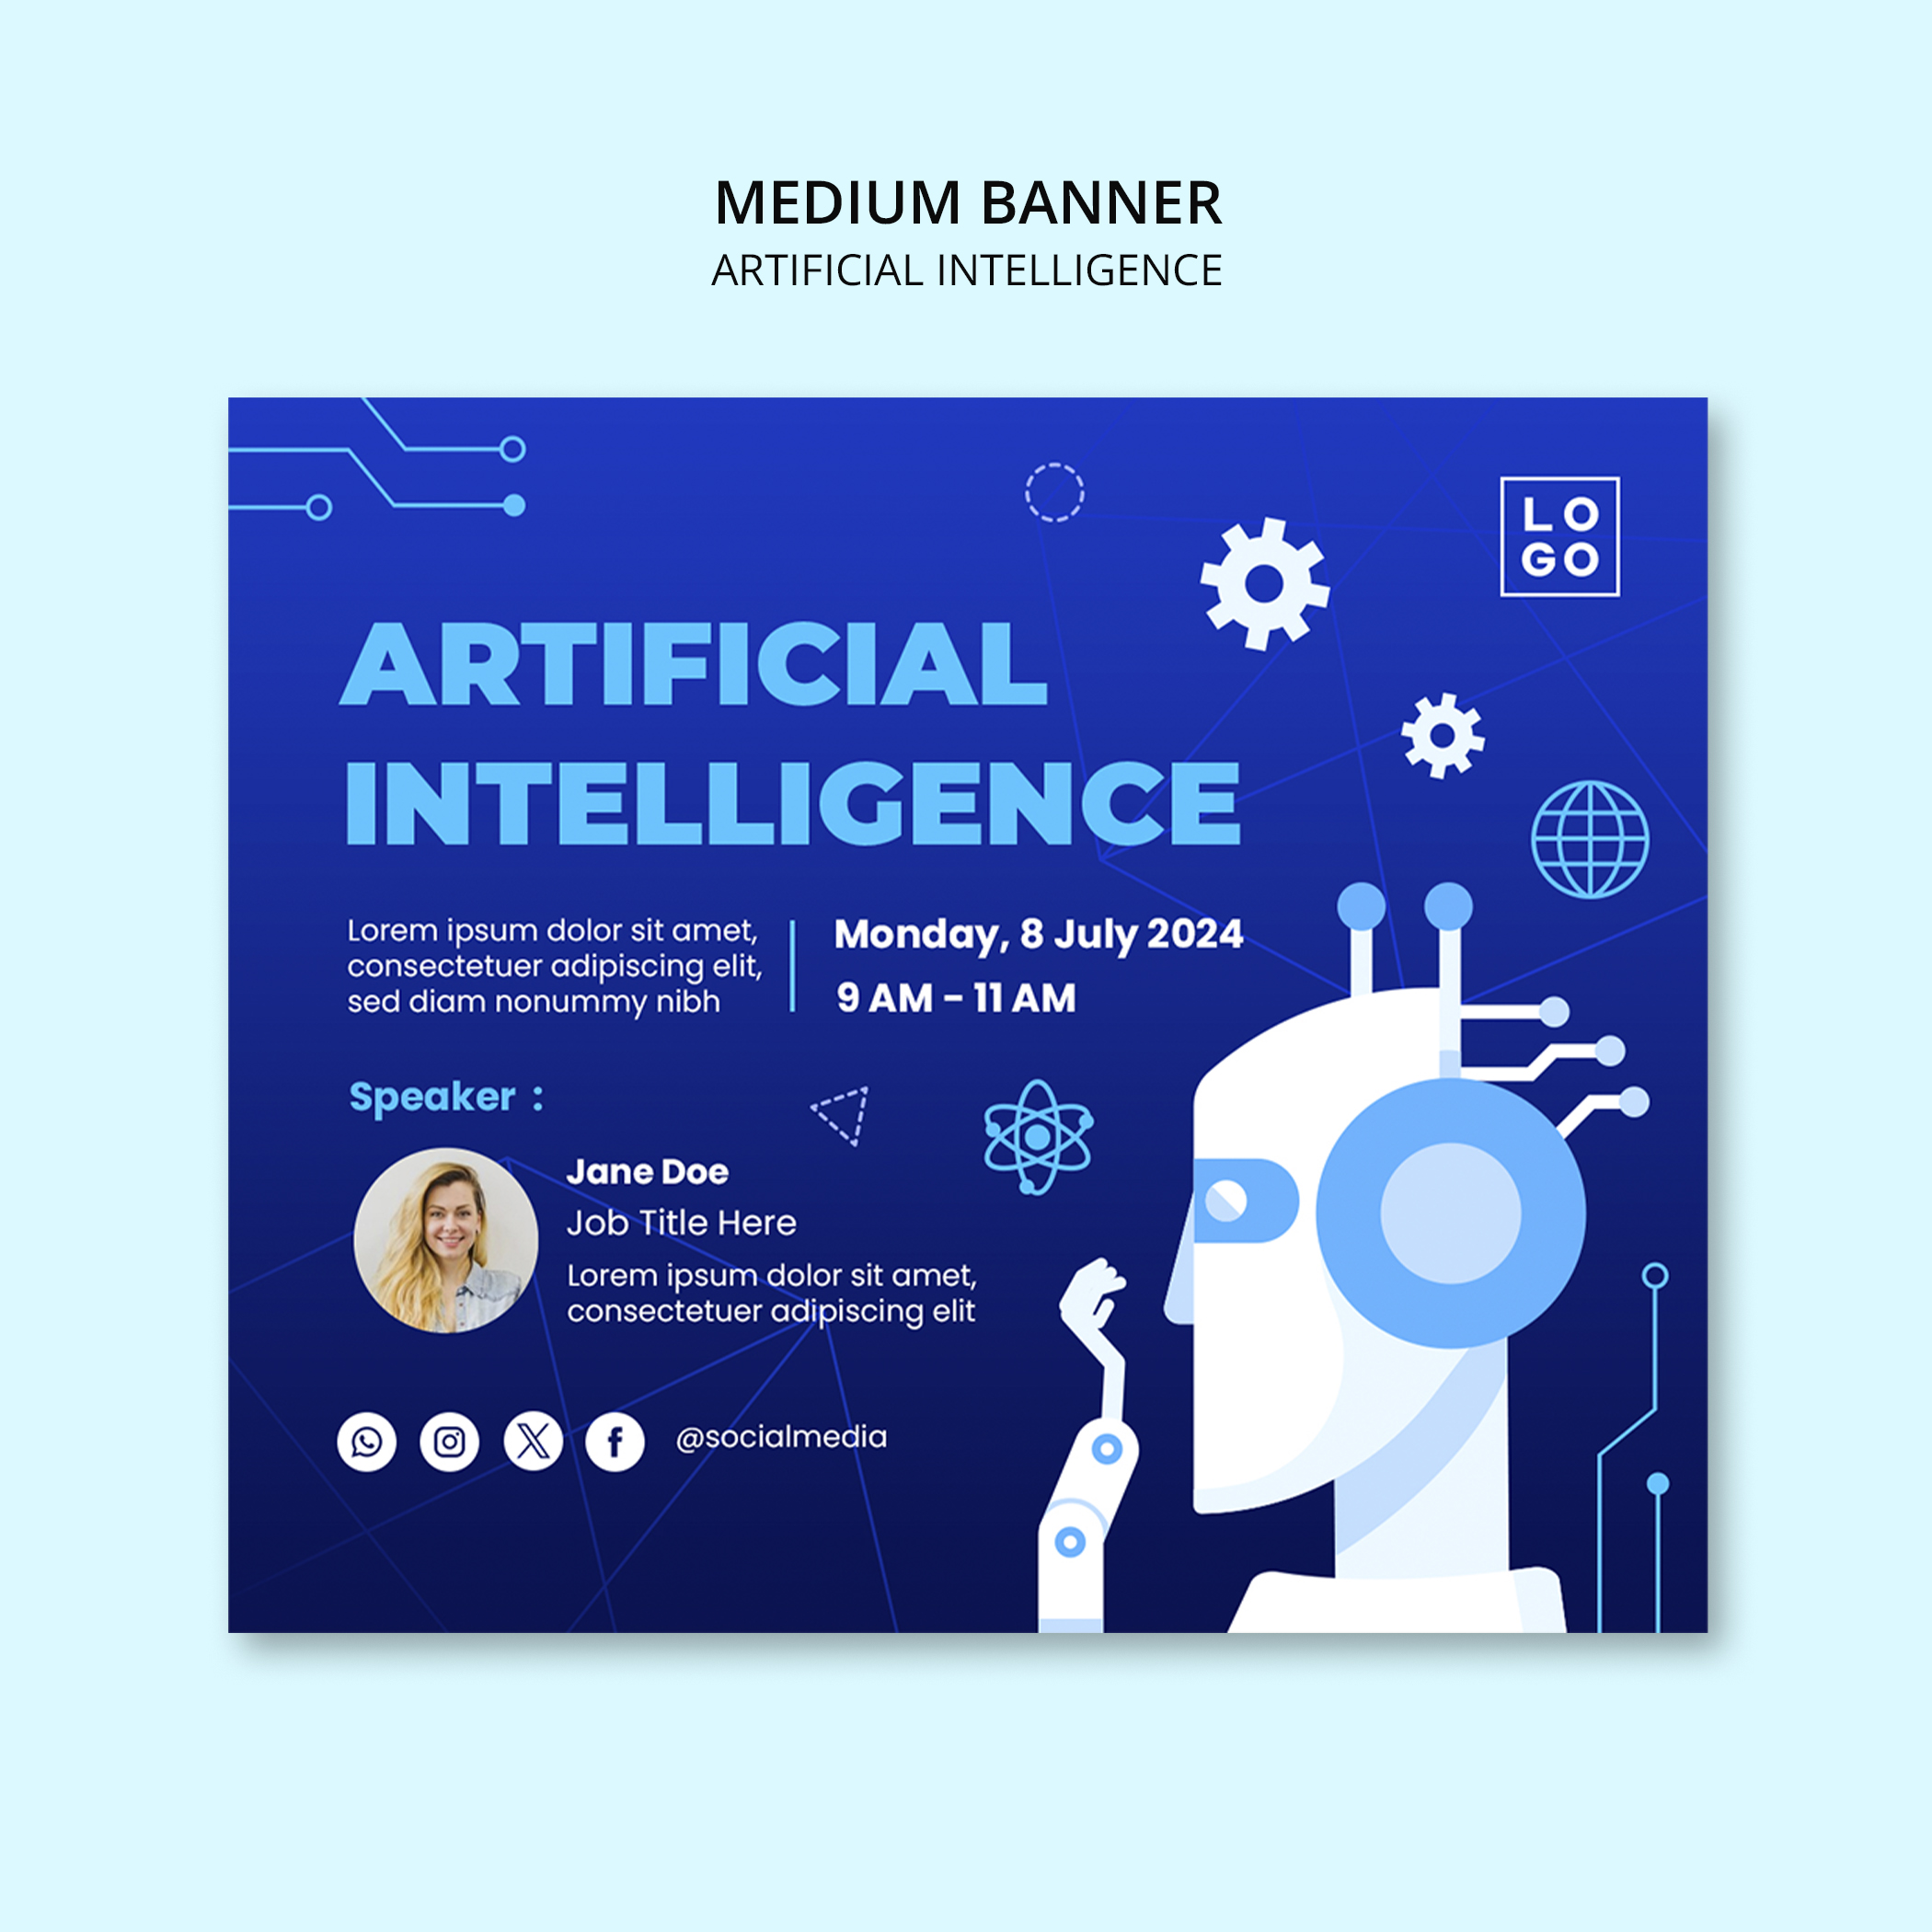 MEDIUM BANNER
ARTIFICIAL INTELLIGENCE
LO
GO
ARTIFICIAL
INTELLIGENCE
Lorem ipsum dolor sit amet,
consectetuer adipiscing elit,
sed diam nonummy nibh
Monday, 8 July 2024
9 AM - 11 AM
Speaker :
Jane Doe
Job Title Here
Lorem ipsum dolor sit amet,
consectetuer adipiscing elit
@socialmedia